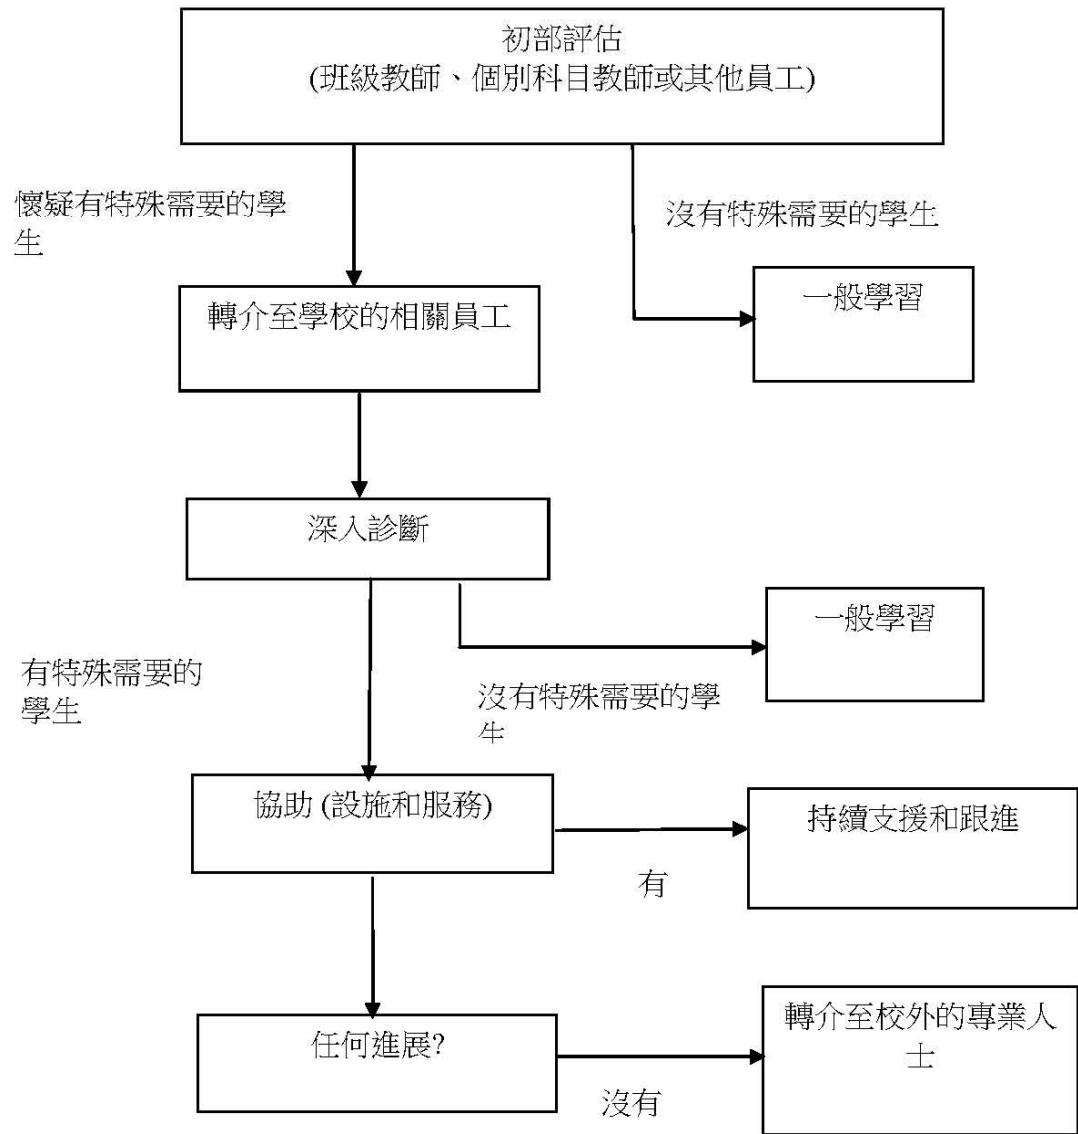 初部評估
(班級教師、個別科目教師或其他員工)
懷疑有特殊需要的學
生
沒有特殊需要的學生
一般學習
轉介至學校的相關員工
深入診斷
一般學習
有特殊需要的
學生
沒有特殊需要的學
生
協助 (設施和服務)
持續支援和跟進
有
任何進展?
轉介至校外的專業人
士
沒有